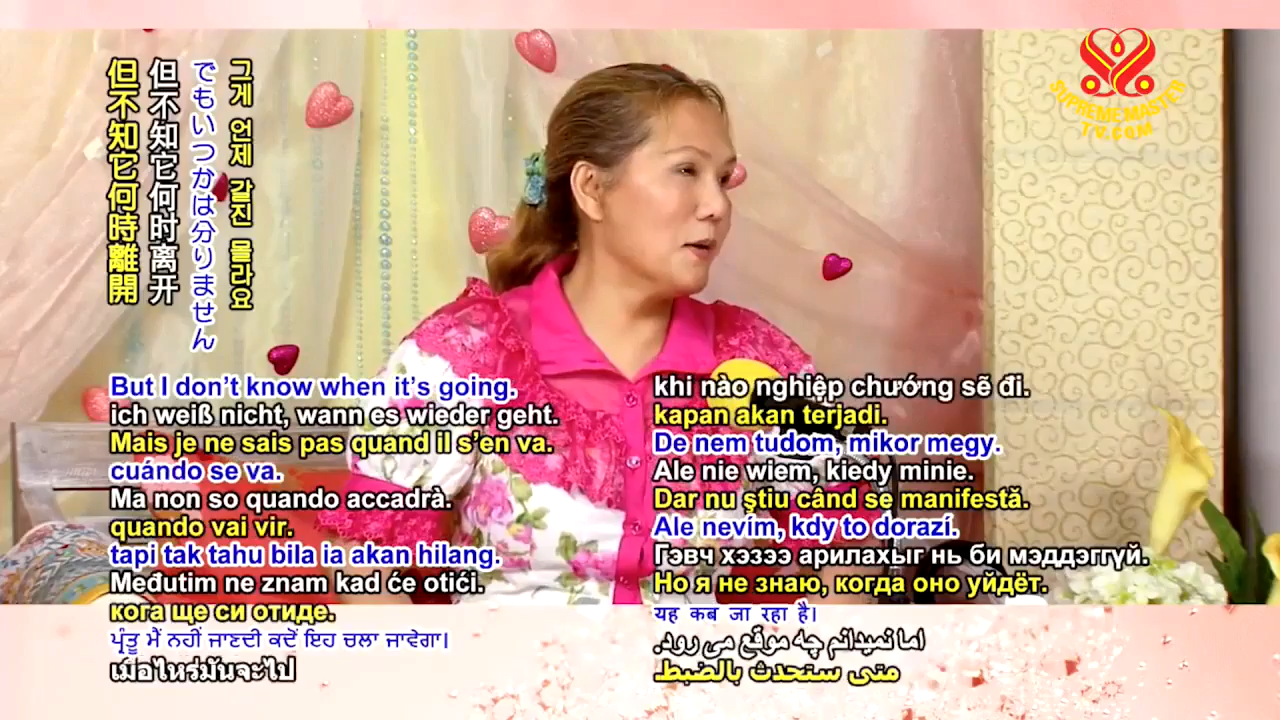 但不知它何時離開
但不知它何时离开
でもいつかは分りません
그게 언제 갈진 몰라요
SUPREME MASTER
TV.COM
But I don't know when it's going.
ich weiß nicht, wann es wieder geht.
Mais je ne sais pas quand il s'en va.
cuándo se va.
Ma non so quando accadrà.
quando vai vir.
tapi tak tahu bila ia akan hilang.
Međutim ne znam kad će otići.
кога ще си отиде.
ਪ੍ਰੰਤੂ ਮੈਂ ਨਹੀਂ ਜਾਣਦੀ ਕਦੋਂ ਇਹ ਚਲਾ ਜਾਵੇਗਾ।
เมื่อไหร่มันจะไป
khi nào nghiệp chướng sẽ đi.
kapan akan terjadi.
De nem tudom, mikor megy.
Ale nie wiem, kiedy minie.
Dar nu ştiu când se manifestă.
Ale nevím, kdy to dorazí.
Гэвч хэзээ арилахыг нь би мэддэггүй.
Но я не знаю, когда оно уйдёт.
यह कब जा रहा है।
اما نمیدانم چه موقع می رود.
متى ستحدث بالضبط